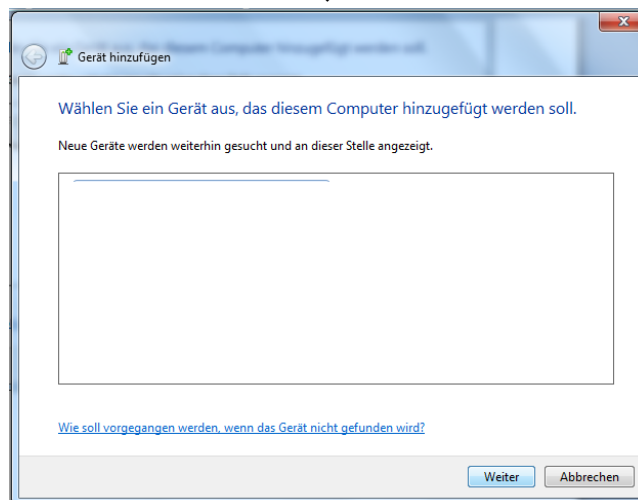 Gerät hinzufügen
Wählen Sie ein Gerät aus, das diesem Computer hinzugefügt werden soll.
Neue Geräte werden weiterhin gesucht und an dieser Stelle angezeigt.
Wie soll vorgegangen werden, wenn das Gerät nicht gefunden wird?
Weiter Abbrechen